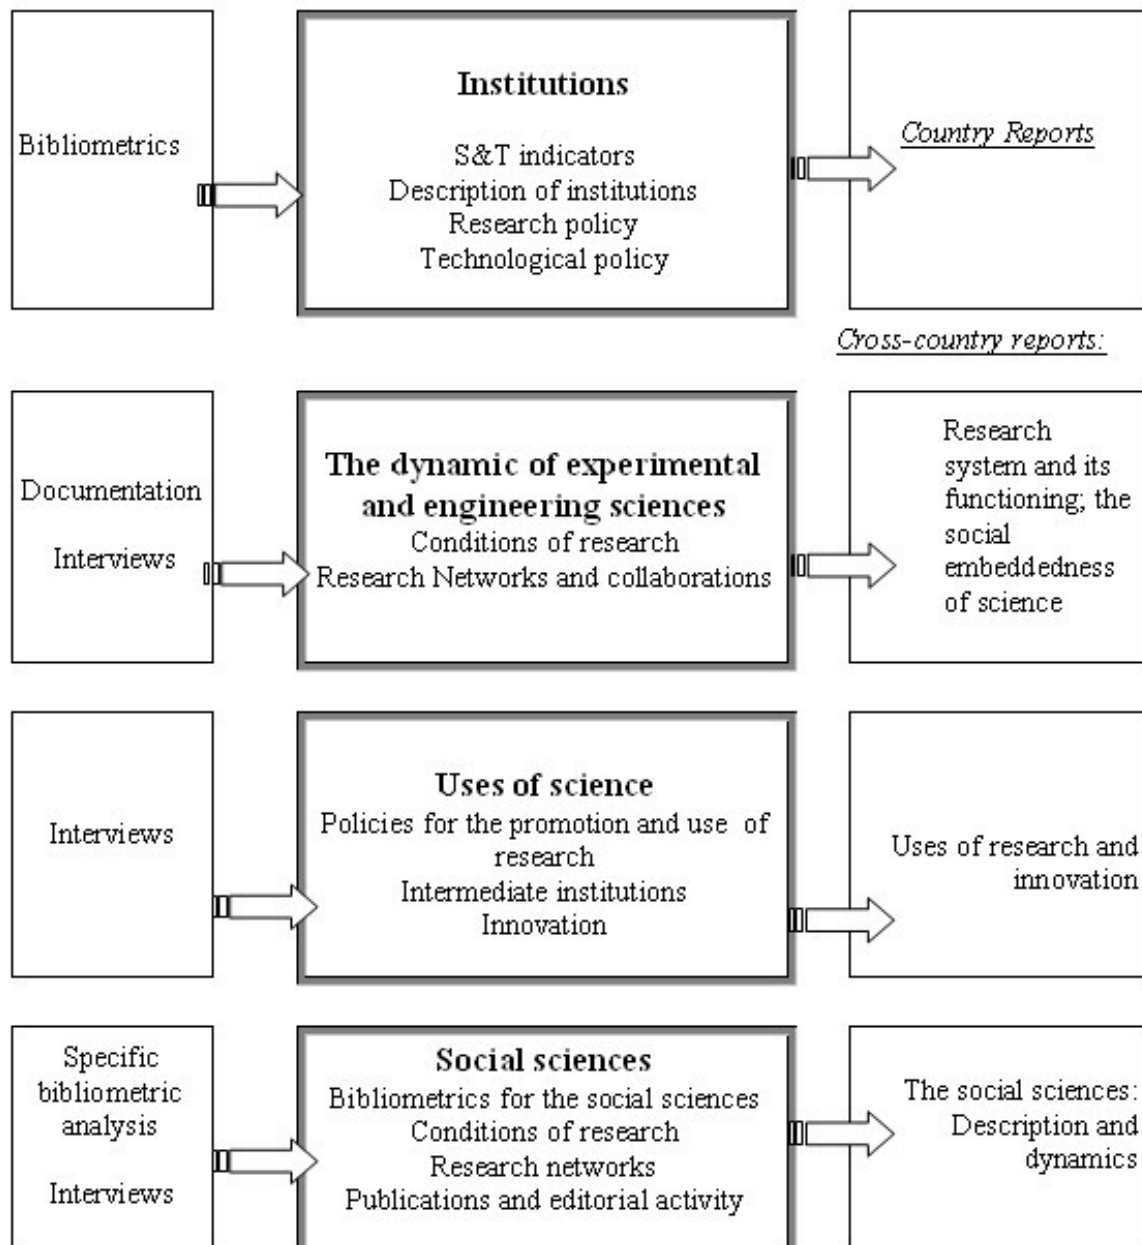 Bibliometrics
Institutions
S&T indicators
Description of institutions
Research policy
Technological policy
Country Reports
Cross-country reports:
Documentation
Interviews
The dynamic of experimental
and engineering sciences
Conditions of research
Research Networks and collaborations
Research
system and its
functioning; the
social
embeddedness
of science
Interviews
Uses of science
Policies for the promotion and use of
research
Intermediate institutions
Innovation
Uses of research and
innovation
Specific
bibliometric
analysis
Interviews
Social sciences
Bibliometrics for the social sciences
Conditions of research
Research networks
Publications and editorial activity
The social sciences:
Description and
dynamics